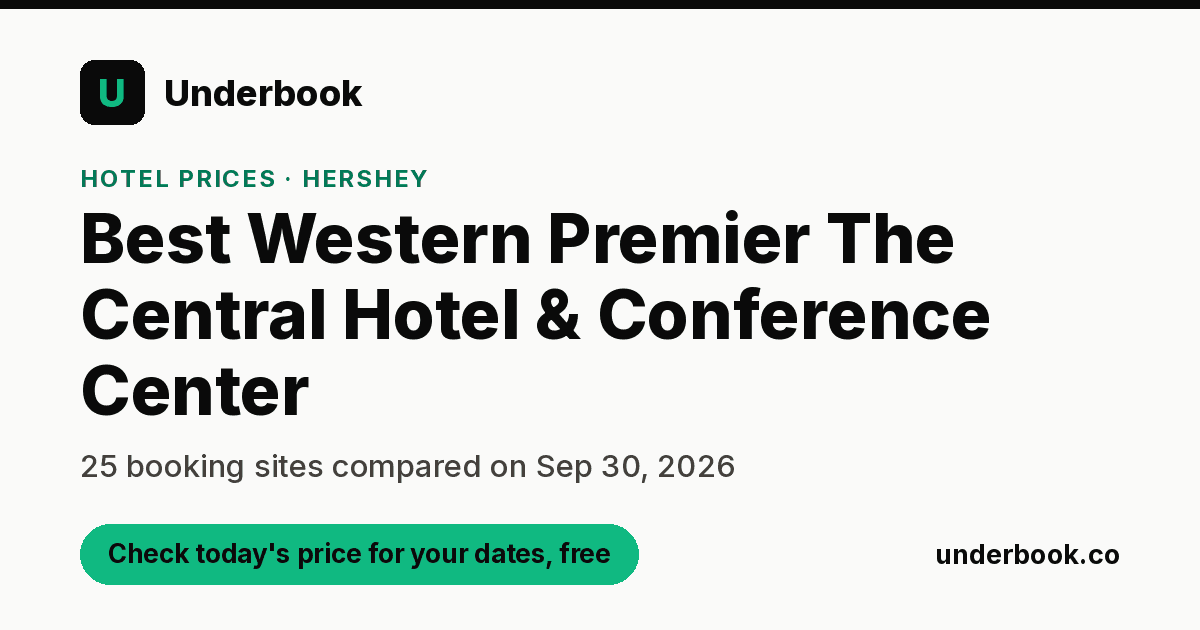 U Underbook
HOTEL PRICES · HERSHEY
Best Western Premier The
Central Hotel & Conference
Center
25 booking sites compared on Sep 30, 2026
Check today's price for your dates, free
underbook.co